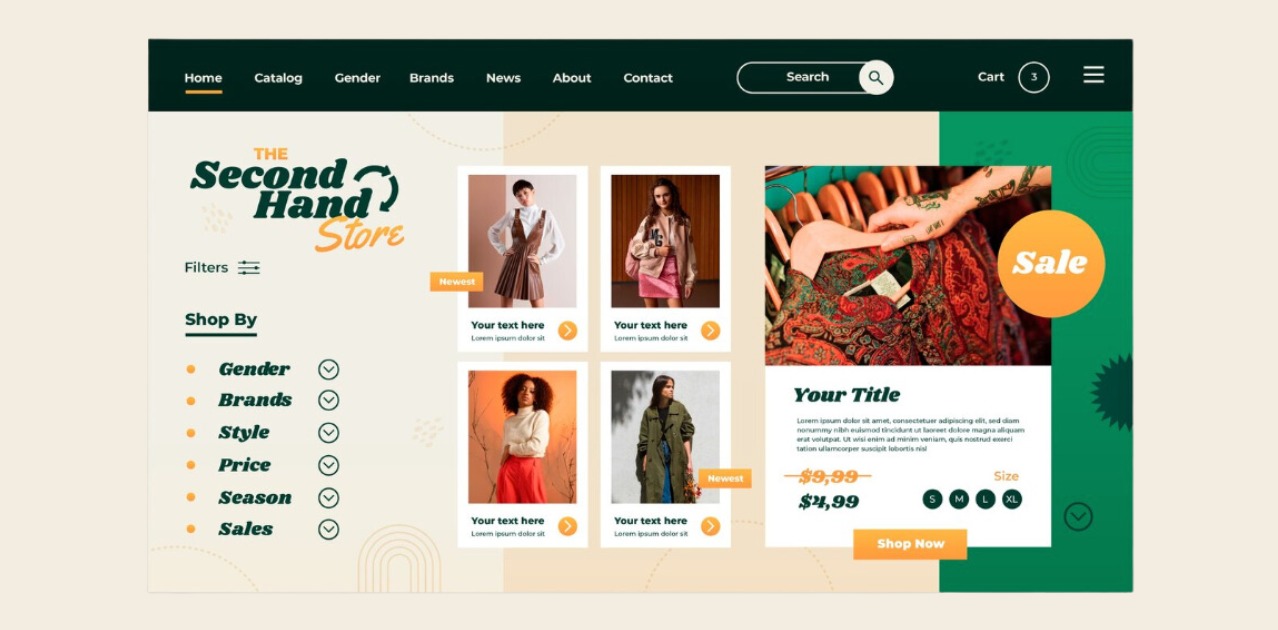 Home Catalog Gender Brands News About Contact Search Cart 3
THE
Second
Hand
Store
Filters
Shop By
Gender
Brands
Style
Price
Season
Sales
Newest
Your text here
Lorem ipsum dolor sit
Your text here
Lorem ipsum dolor sit
Your text here
Lorem ipsum dolor sit
Newest
Your text here
Lorem ipsum dolor sit
Sale
Your Title
Lorem ipsum dolor sit amet, consectetuer adipiscing elit, sed diam
nonummy nibh euismod tincidunt ut laoreet dolore magna aliquam
erat volutpat. Ut wisi enim ad minim veniam, quis nostrud exerci
tation ullamcorper suscipit lobortis nisl
$9,99
$4,99
Size
S M L XL
Shop Now